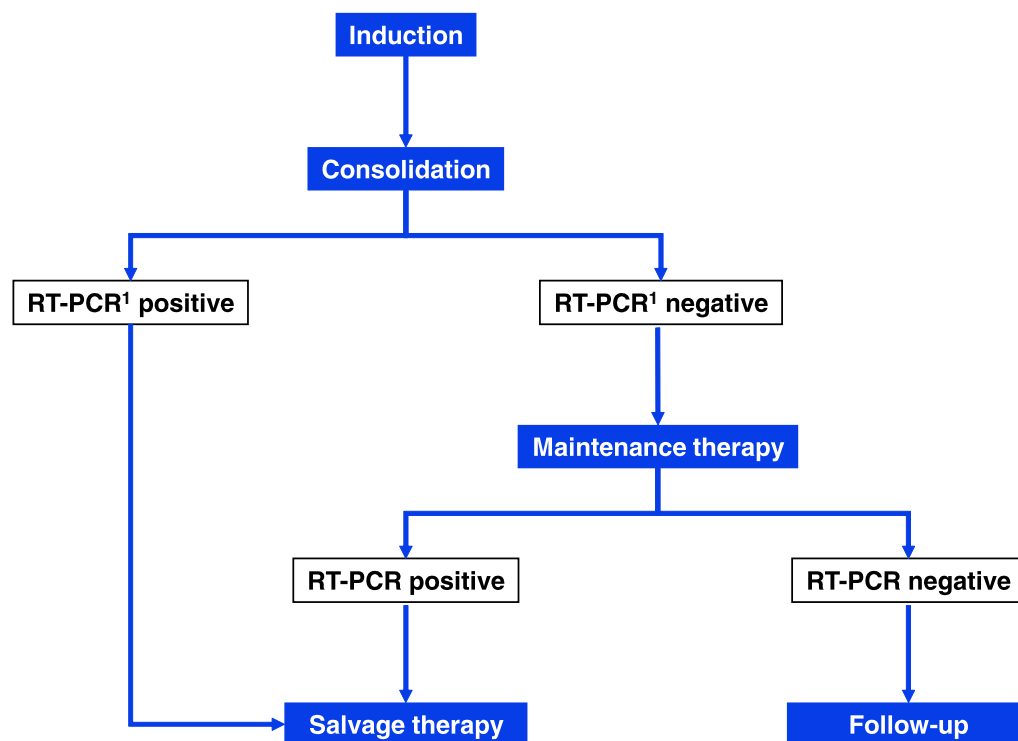 Induction
Consolidation
RT-PCR¹ positive
RT-PCR¹ negative
Maintenance therapy
RT-PCR positive
RT-PCR negative
Salvage therapy
Follow-up